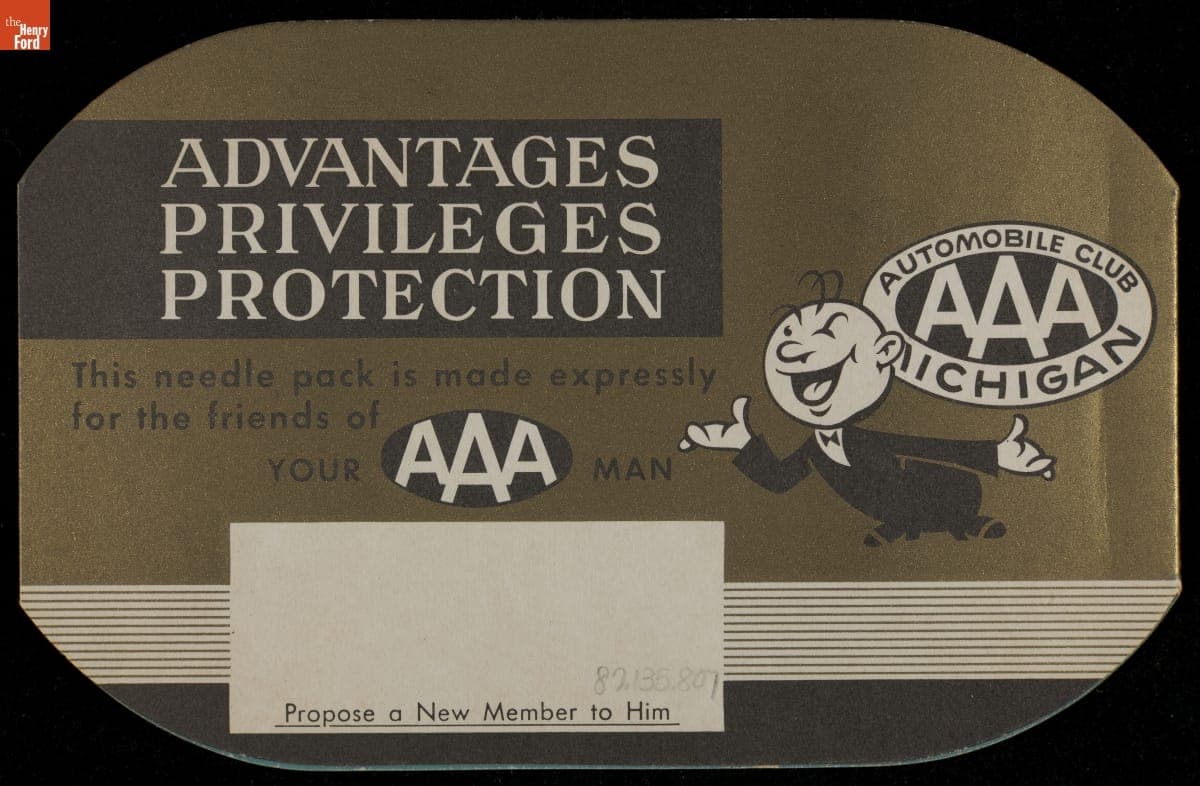 the
Henry
Ford
ADVANTAGES
PRIVILEGES
PROTECTION
AUTOMOBILE CLUB
AAA
MICHIGAN
This needle pack is made expressly
for the friends of
YOUR AAA MAN
82.135.807
Propose a New Member to Him